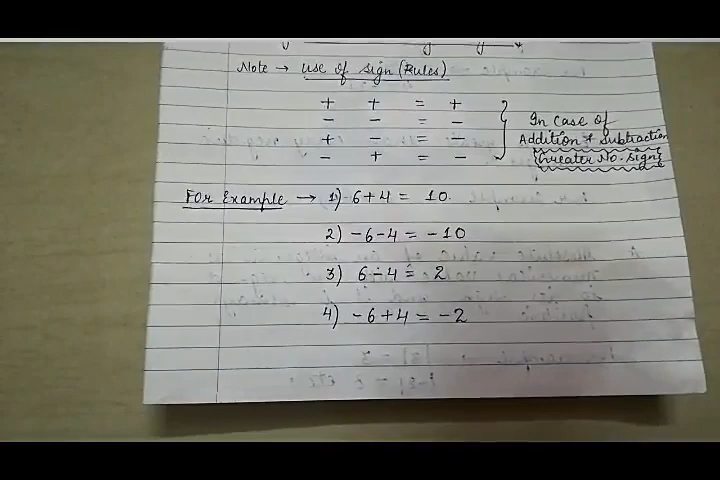 Note → use of sign (Rules)
+ + = +
- - = -
+ - = -
- + = -
In case of
Addition & subtraction
Greater No. sign
For Example → 1) 6+4 = 10.
2) -6-4 = -10
3) 6-4 = 2
4) -6+4 = -2